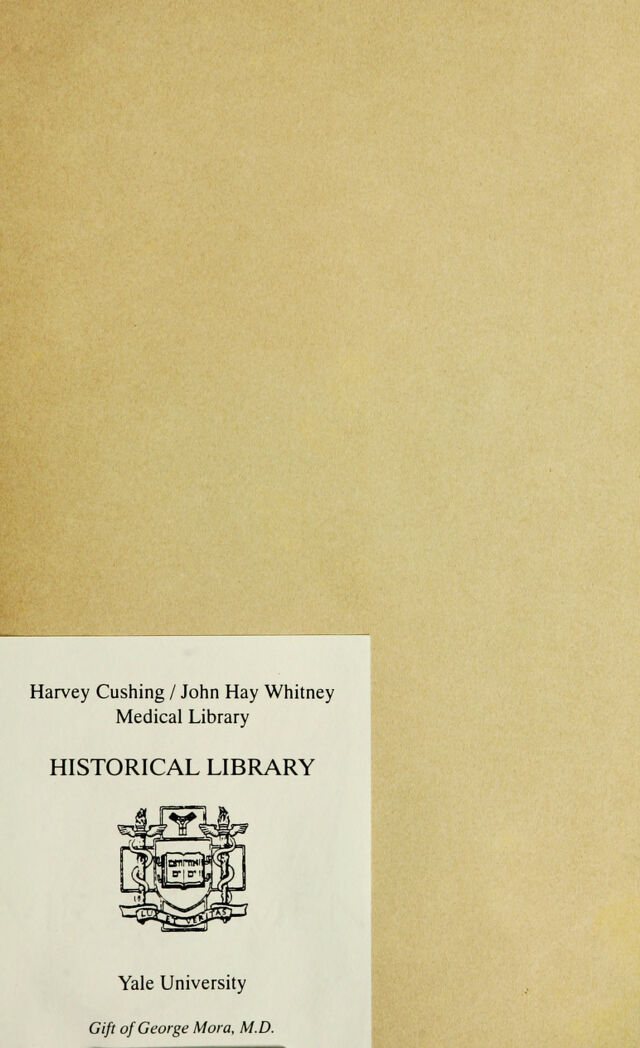 Harvey Cushing / John Hay Whitney
Medical Library
HISTORICAL LIBRARY
LUX ET VERITAS
Yale University
Gift of George Mora, M.D.